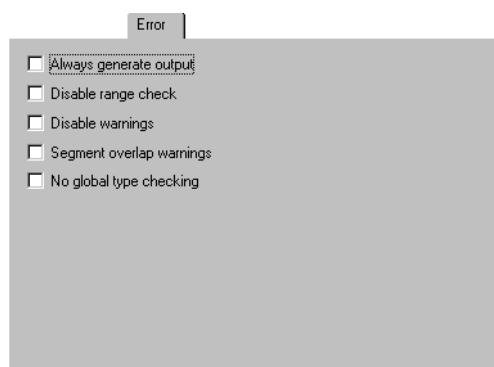 Error
Always generate output
Disable range check
Disable warnings
Segment overlap warnings
No global type checking